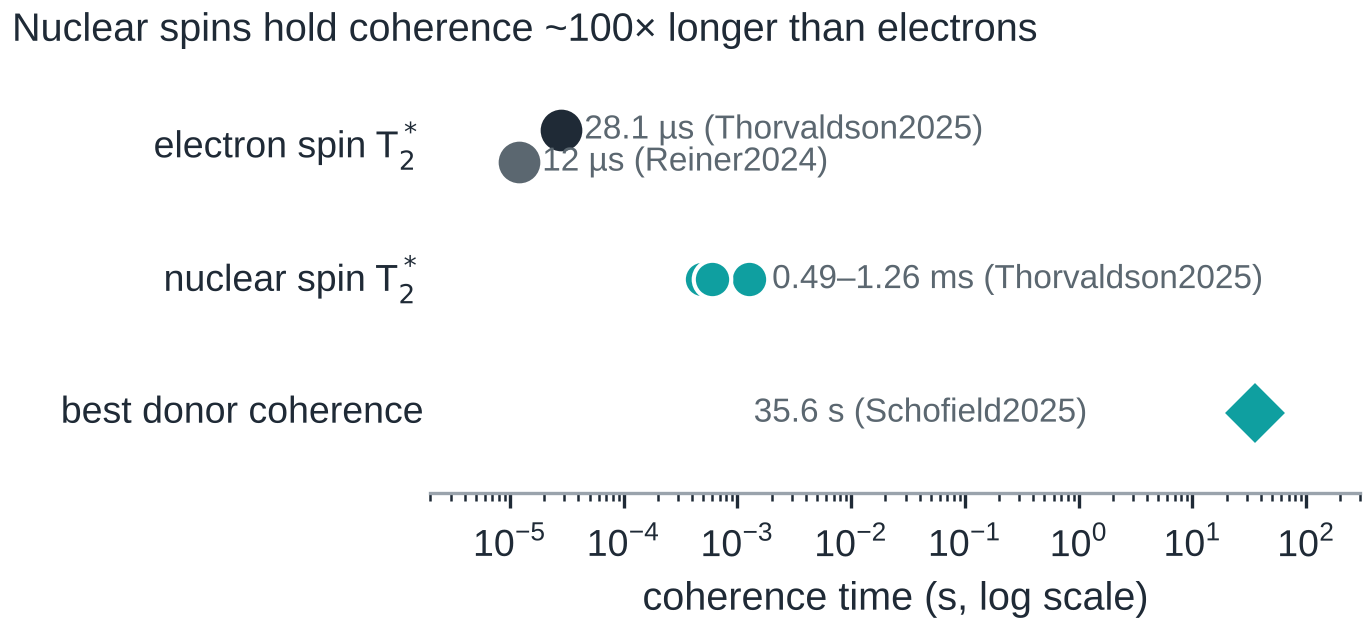 Nuclear spins hold coherence ~100× longer than electrons
electron spin T₂*
28.1 µs (Thorvaldson2025)
12 µs (Reiner2024)
nuclear spin T₂*
0.49–1.26 ms (Thorvaldson2025)
best donor coherence
35.6 s (Schofield2025)
10⁻⁵ 10⁻⁴ 10⁻³ 10⁻² 10⁻¹ 10⁰ 10¹ 10²
coherence time (s, log scale)